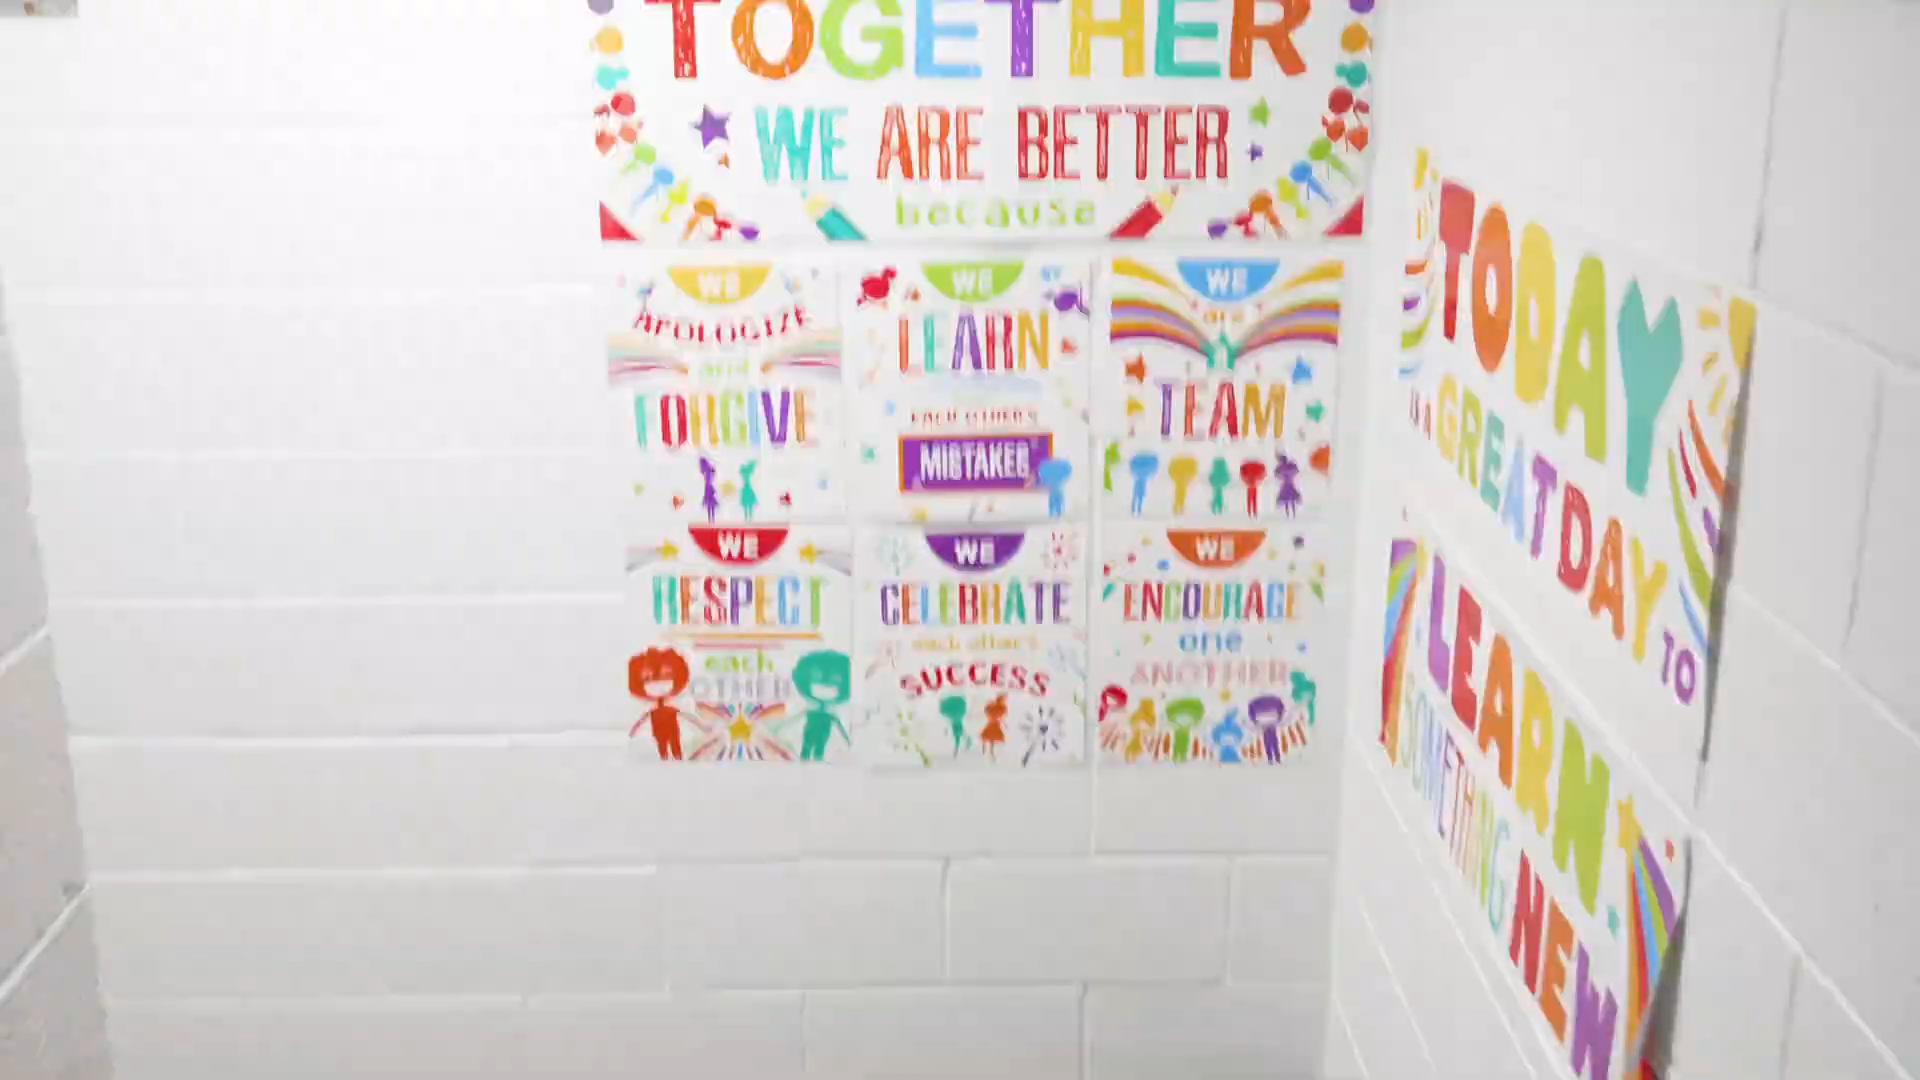 TOGETHER
WE ARE BETTER
because
WE
APOLOGIZE
and
FORGIVE
WE
LEARN
EACH OTHER'S
MISTAKES
WE
are
TEAM
WE
RESPECT
each
OTHER
WE
CELEBRATE
each other's
SUCCESS
WE
ENCOURAGE
one
ANOTHER
TODAY
IS A GREAT DAY TO
LEARN
SOMETHING NEW